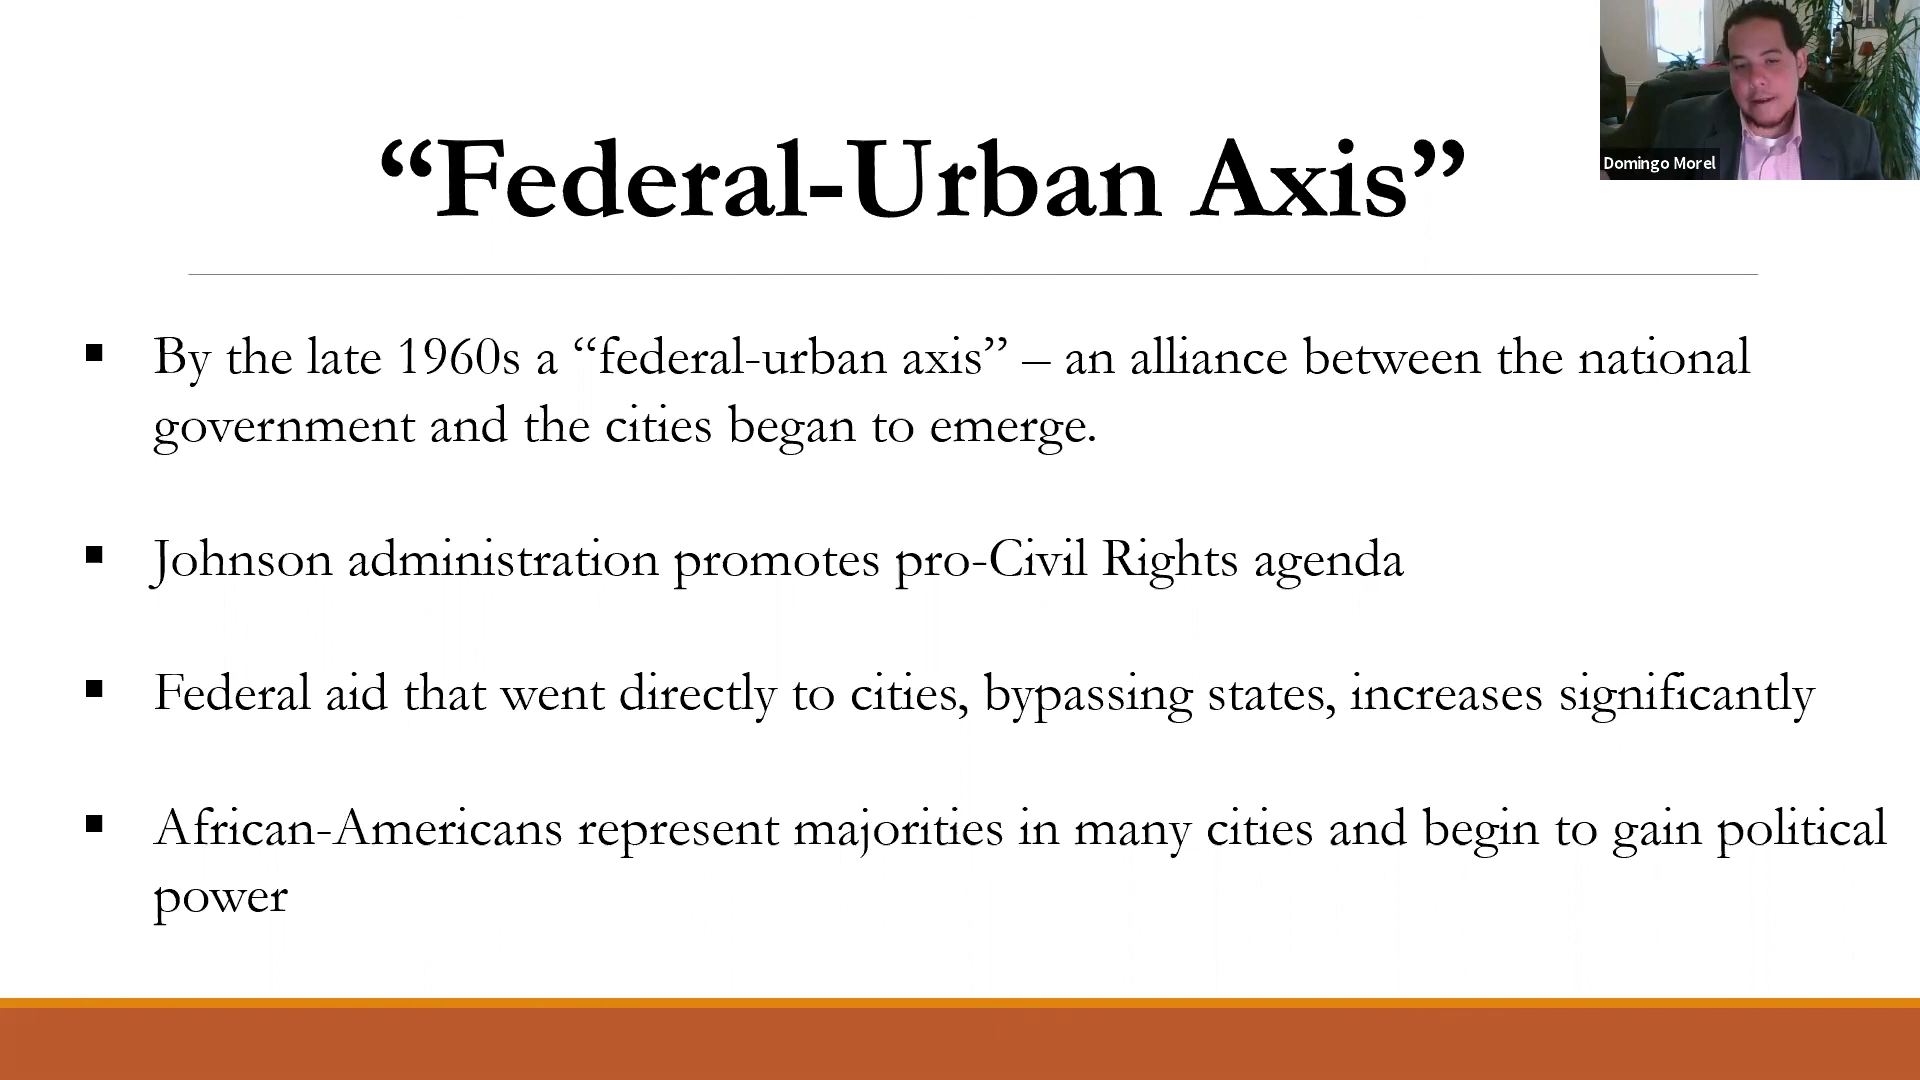 “Federal-Urban Axis”
Domingo Morel
▪ By the late 1960s a “federal-urban axis” – an alliance between the national
government and the cities began to emerge.
▪ Johnson administration promotes pro-Civil Rights agenda
▪ Federal aid that went directly to cities, bypassing states, increases significantly
▪ African-Americans represent majorities in many cities and begin to gain political
power